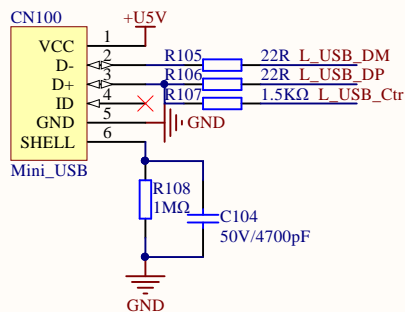 CN100
+U5V
VCC 1
D- 2 R105 22R L_USB_DM
D+ 3 R106 22R L_USB_DP
ID 4 R107 1.5KΩ L_USB_Ctr
GND 5 GND
SHELL 6
Mini_USB
R108
1MΩ
C104
50V/4700pF
GND